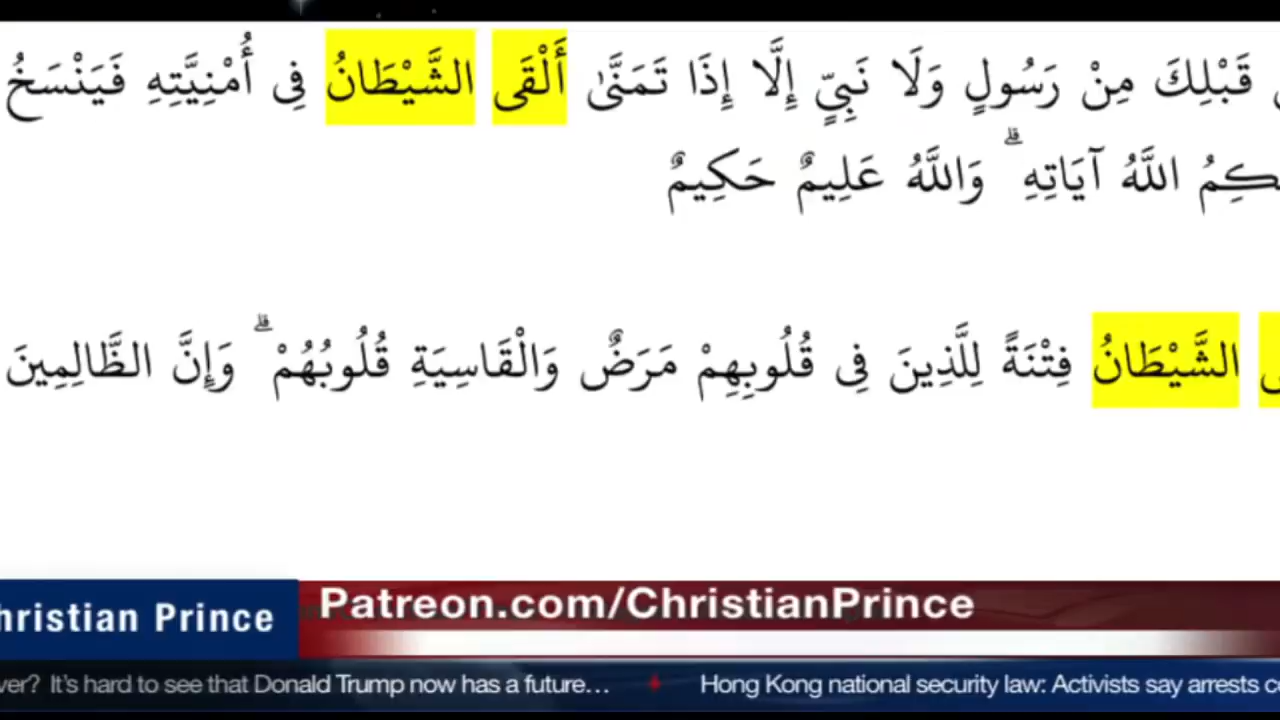 قَبْلِكَ مِنْ رَسُولٍ وَلَا نَبِيٍّ إِلَّا إِذَا تَمَنَّىٰ أَلْقَى الشَّيْطَانُ فِي أُمْنِيَّتِهِ فَيَنْسَخُ
كِمُ اللَّهُ آيَاتِهِ ۗ وَاللَّهُ عَلِيمٌ حَكِيمٌ
الشَّيْطَانُ فِتْنَةً لِلَّذِينَ فِي قُلُوبِهِمْ مَرَضٌ وَالْقَاسِيَةِ قُلُوبُهُمْ ۗ وَإِنَّ الظَّالِمِينَ
hristian Prince
Patreon.com/ChristianPrince
ver? It's hard to see that Donald Trump now has a future... Hong Kong national security law: Activists say arrests c